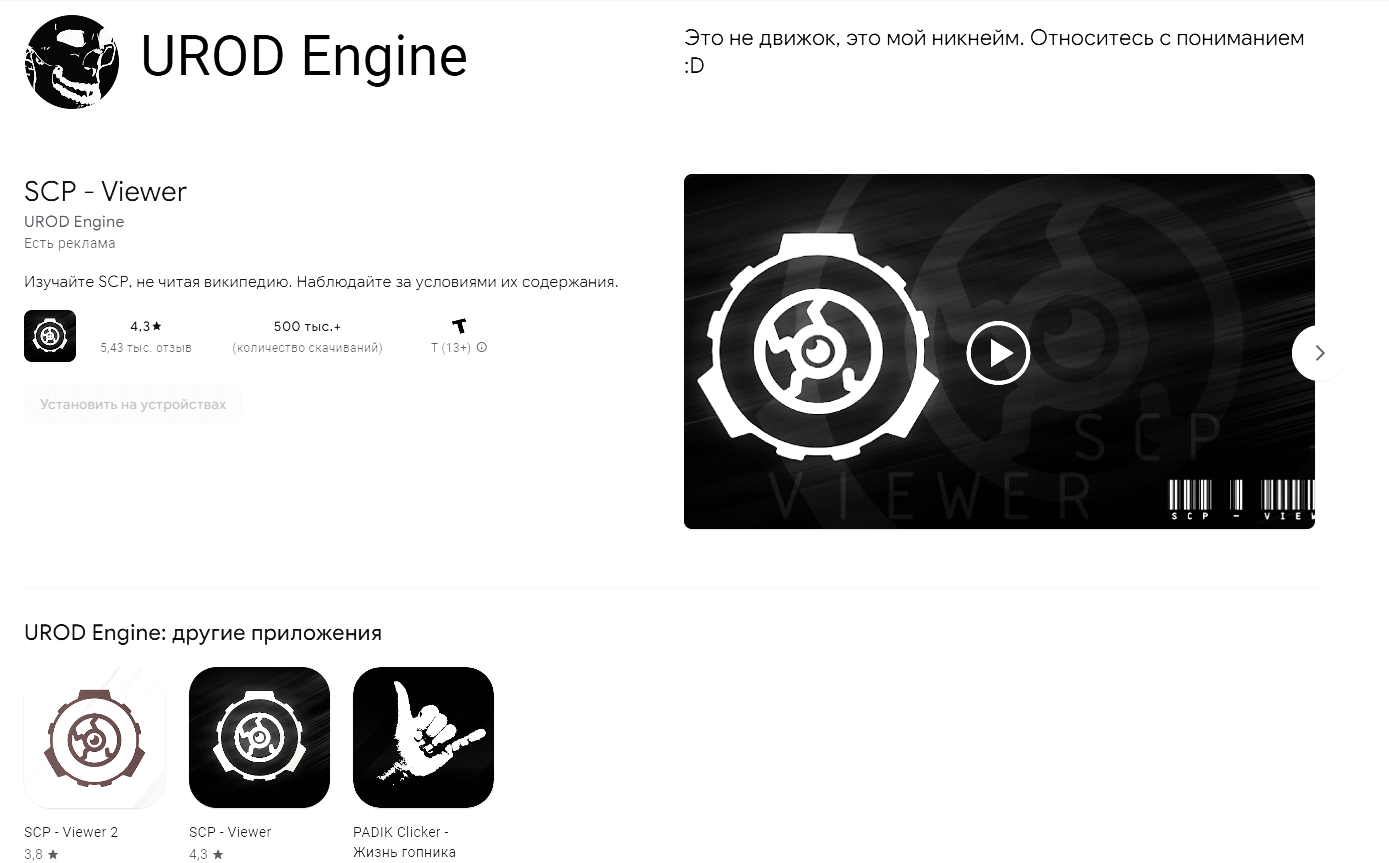 UROD Engine
Это не движок, это мой никнейм. Относитесь с пониманием
:D
SCP - Viewer
UROD Engine
Есть реклама
Изучайте SCP, не читая википедию. Наблюдайте за условиями их содержания.
4,3★
5,43 тыс. отзыв
500 тыс.+
(количество скачиваний)
T
T (13+)
Установить на устройствах
SCP
VIEWER
SCP - VIEW
UROD Engine: другие приложения
SCP - Viewer 2
3,8 ★
SCP - Viewer
4,3 ★
PADIK Clicker -
Жизнь гопника